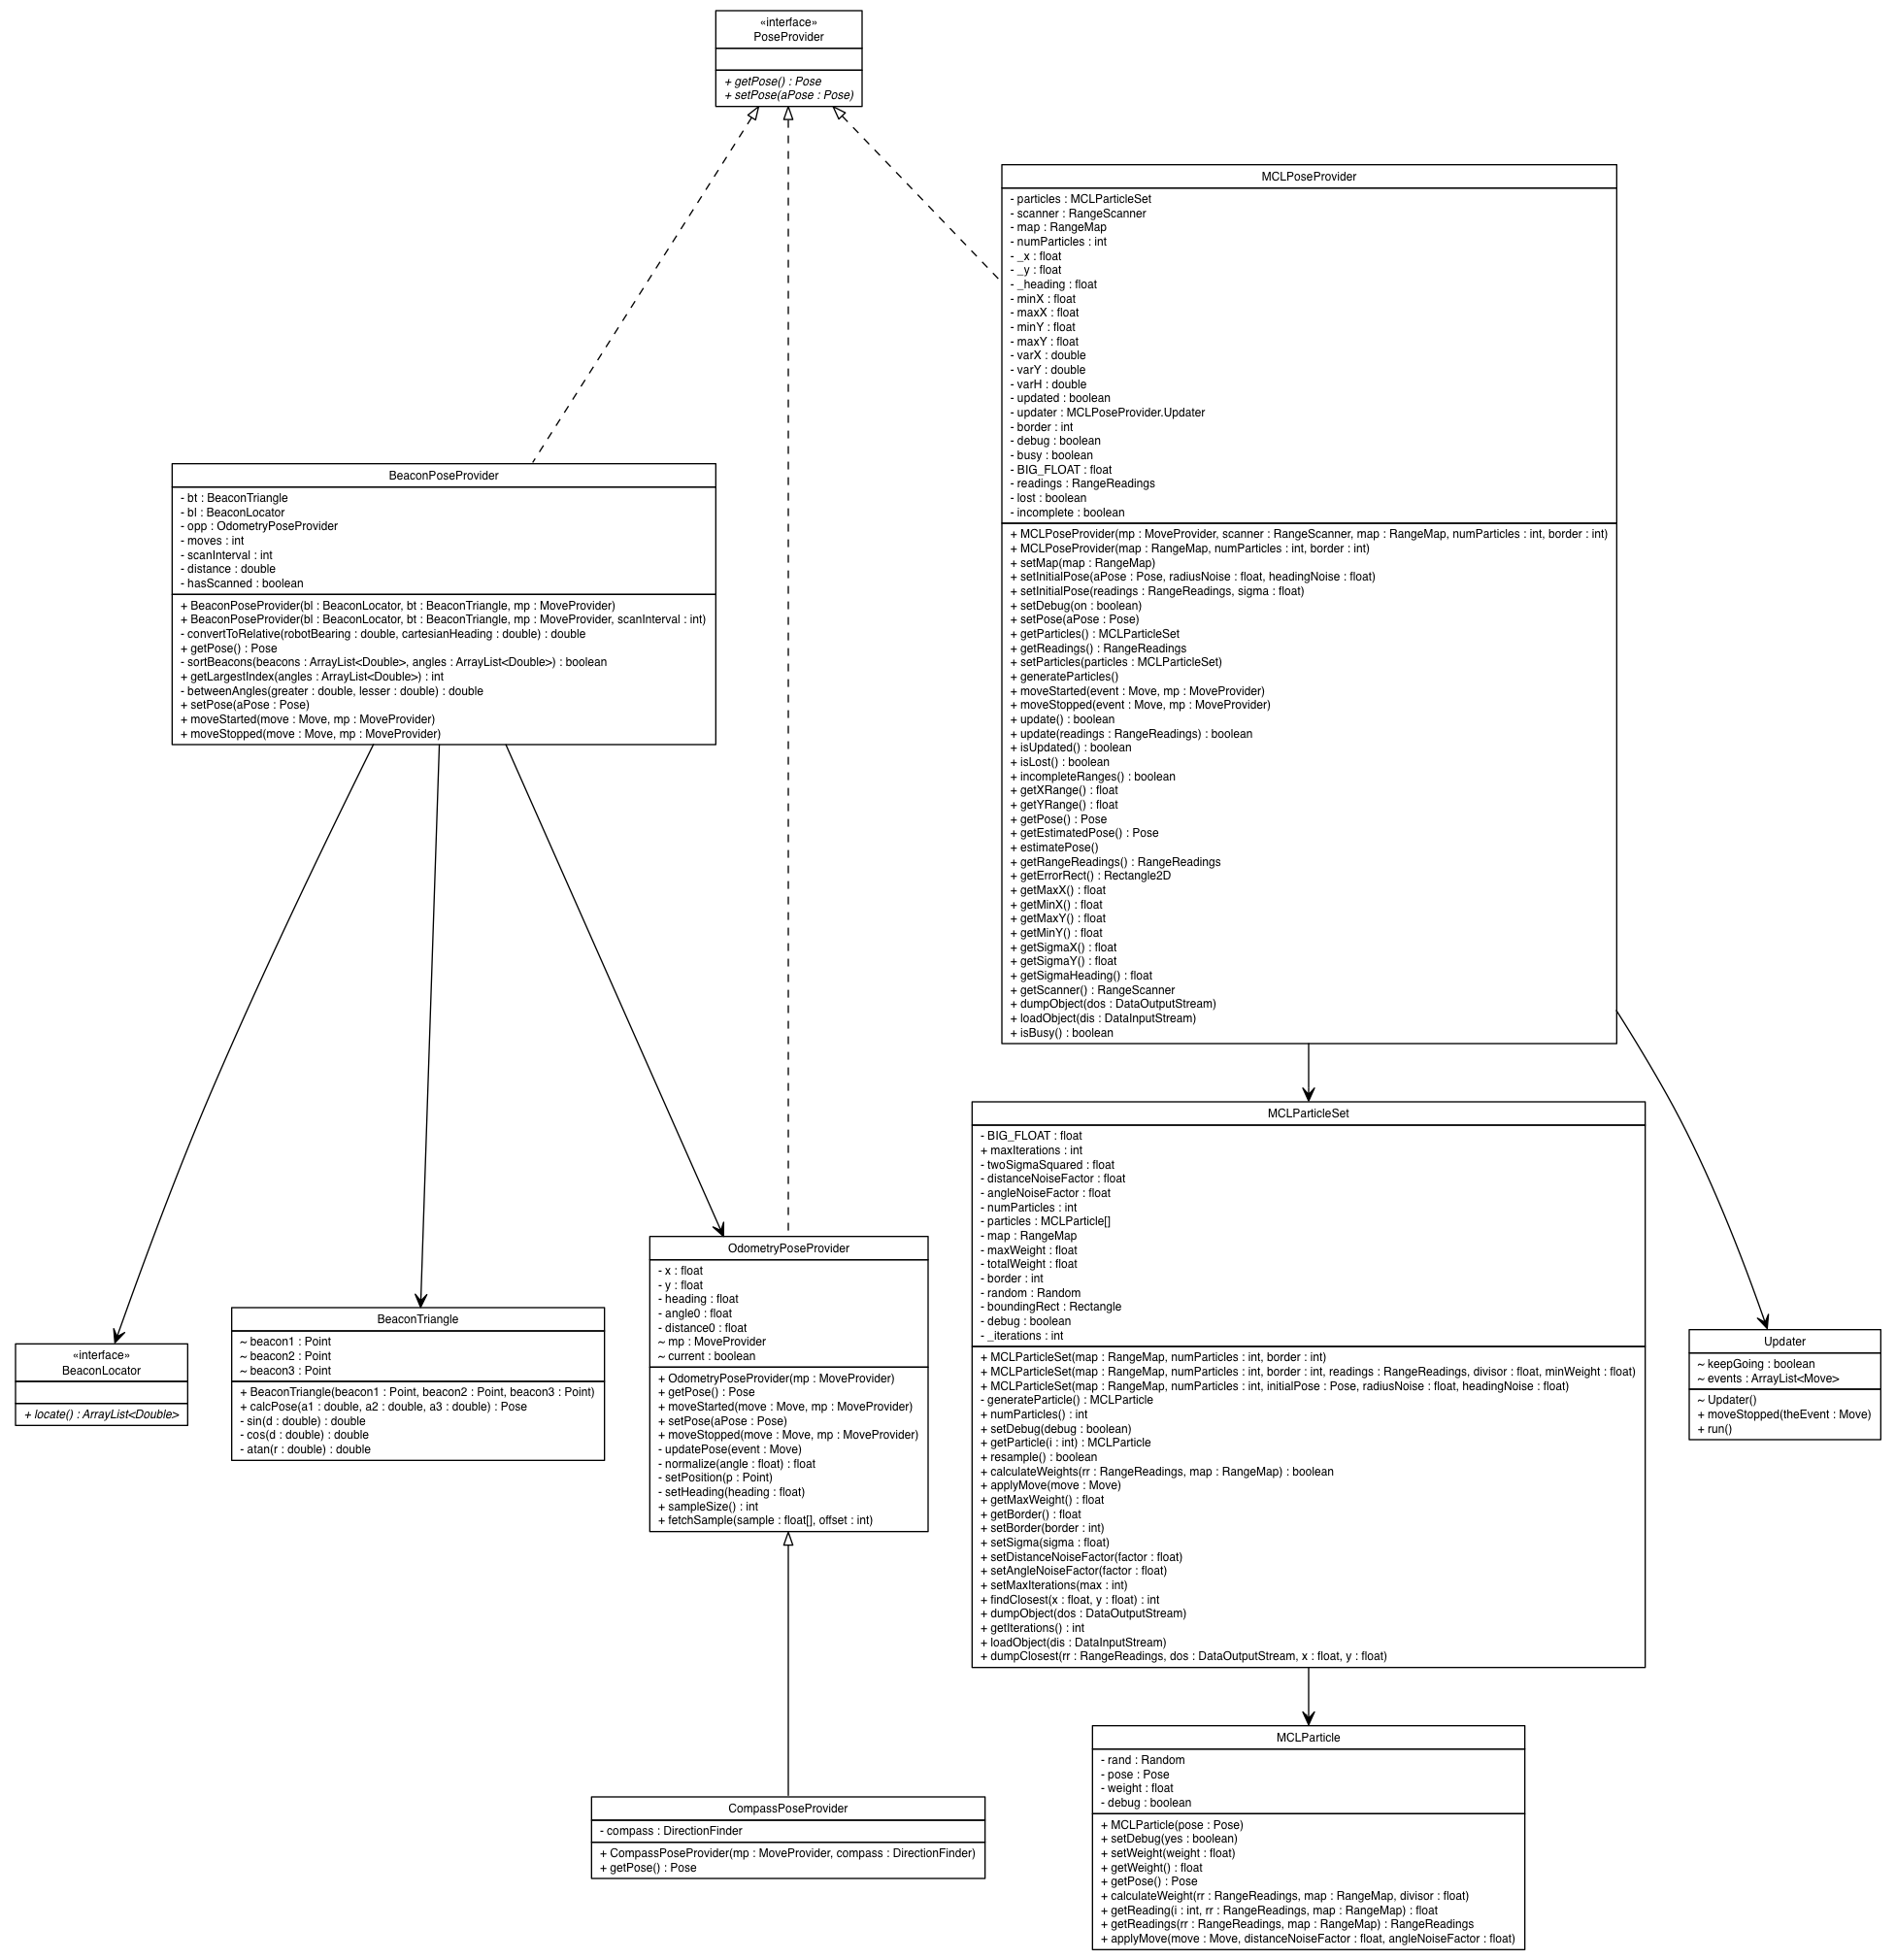 «interface»
PoseProvider
+ getPose() : Pose
+ setPose(aPose : Pose)
MCLPoseProvider
- particles : MCLParticleSet
- scanner : RangeScanner
- map : RangeMap
- numParticles : int
- _x : float
- _y : float
- _heading : float
- minX : float
- maxX : float
- minY : float
- maxY : float
- varX : double
- varY : double
- varH : double
- updated : boolean
- updater : MCLPoseProvider.Updater
- border : int
- debug : boolean
- busy : boolean
- BIG_FLOAT : float
- readings : RangeReadings
- lost : boolean
- incomplete : boolean
+ MCLPoseProvider(mp : MoveProvider, scanner : RangeScanner, map : RangeMap, numParticles : int, border : int)
+ MCLPoseProvider(map : RangeMap, numParticles : int, border : int)
+ setMap(map : RangeMap)
+ setInitialPose(aPose : Pose, radiusNoise : float, headingNoise : float)
+ setInitialPose(readings : RangeReadings, sigma : float)
+ setDebug(on : boolean)
+ setPose(aPose : Pose)
+ getParticles() : MCLParticleSet
+ getReadings() : RangeReadings
+ setParticles(particles : MCLParticleSet)
+ generateParticles()
+ moveStarted(event : Move, mp : MoveProvider)
+ moveStopped(event : Move, mp : MoveProvider)
+ update() : boolean
+ update(readings : RangeReadings) : boolean
+ isUpdated() : boolean
+ isLost() : boolean
+ incompleteRanges() : boolean
+ getXRange() : float
+ getYRange() : float
+ getPose() : Pose
+ getEstimatedPose() : Pose
+ estimatePose()
+ getRangeReadings() : RangeReadings
+ getErrorRect() : Rectangle2D
+ getMaxX() : float
+ getMinX() : float
+ getMaxY() : float
+ getMinY() : float
+ getSigmaX() : float
+ getSigmaY() : float
+ getSigmaHeading() : float
+ getScanner() : RangeScanner
+ dumpObject(dos : DataOutputStream)
+ loadObject(dis : DataInputStream)
+ isBusy() : boolean
BeaconPoseProvider
- bt : BeaconTriangle
- bl : BeaconLocator
- opp : OdometryPoseProvider
- moves : int
- scanInterval : int
- distance : double
- hasScanned : boolean
+ BeaconPoseProvider(bl : BeaconLocator, bt : BeaconTriangle, mp : MoveProvider)
+ BeaconPoseProvider(bl : BeaconLocator, bt : BeaconTriangle, mp : MoveProvider, scanInterval : int)
- convertToRelative(robotBearing : double, cartesianHeading : double) : double
+ getPose() : Pose
- sortBeacons(beacons : ArrayList<Double>, angles : ArrayList<Double>) : boolean
+ getLargestIndex(angles : ArrayList<Double>) : int
- betweenAngles(greater : double, lesser : double) : double
+ setPose(aPose : Pose)
+ moveStarted(move : Move, mp : MoveProvider)
+ moveStopped(move : Move, mp : MoveProvider)
«interface»
BeaconLocator
+ locate() : ArrayList<Double>
BeaconTriangle
~ beacon1 : Point
~ beacon2 : Point
~ beacon3 : Point
+ BeaconTriangle(beacon1 : Point, beacon2 : Point, beacon3 : Point)
+ calcPose(a1 : double, a2 : double, a3 : double) : Pose
- sin(d : double) : double
- cos(d : double) : double
- atan(r : double) : double
OdometryPoseProvider
- x : float
- y : float
- heading : float
- angle0 : float
- distance0 : float
~ mp : MoveProvider
~ current : boolean
+ OdometryPoseProvider(mp : MoveProvider)
+ getPose() : Pose
+ moveStarted(move : Move, mp : MoveProvider)
+ setPose(aPose : Pose)
+ moveStopped(move : Move, mp : MoveProvider)
- updatePose(event : Move)
- normalize(angle : float) : float
- setPosition(p : Point)
- setHeading(heading : float)
+ sampleSize() : int
+ fetchSample(sample : float[], offset : int)
MCLParticleSet
- BIG_FLOAT : float
+ maxIterations : int
- twoSigmaSquared : float
- distanceNoiseFactor : float
- angleNoiseFactor : float
- numParticles : int
- particles : MCLParticle[]
- map : RangeMap
- maxWeight : float
- totalWeight : float
- border : int
- random : Random
- boundingRect : Rectangle
- debug : boolean
- _iterations : int
+ MCLParticleSet(map : RangeMap, numParticles : int, border : int)
+ MCLParticleSet(map : RangeMap, numParticles : int, border : int, readings : RangeReadings, divisor : float, minWeight : float)
+ MCLParticleSet(map : RangeMap, numParticles : int, initialPose : Pose, radiusNoise : float, headingNoise : float)
- generateParticle() : MCLParticle
+ numParticles() : int
+ setDebug(debug : boolean)
+ getParticle(i : int) : MCLParticle
+ resample() : boolean
+ calculateWeights(rr : RangeReadings, map : RangeMap) : boolean
+ applyMove(move : Move)
+ getMaxWeight() : float
+ getBorder() : float
+ setBorder(border : int)
+ setSigma(sigma : float)
+ setDistanceNoiseFactor(factor : float)
+ setAngleNoiseFactor(factor : float)
+ setMaxIterations(max : int)
+ findClosest(x : float, y : float) : int
+ dumpObject(dos : DataOutputStream)
+ getIterations() : int
+ loadObject(dis : DataInputStream)
+ dumpClosest(rr : RangeReadings, dos : DataOutputStream, x : float, y : float)
Updater
~ keepGoing : boolean
~ events : ArrayList<Move>
~ Updater()
+ moveStopped(theEvent : Move)
+ run()
CompassPoseProvider
- compass : DirectionFinder
+ CompassPoseProvider(mp : MoveProvider, compass : DirectionFinder)
+ getPose() : Pose
MCLParticle
- rand : Random
- pose : Pose
- weight : float
- debug : boolean
+ MCLParticle(pose : Pose)
+ setDebug(yes : boolean)
+ setWeight(weight : float)
+ getWeight() : float
+ getPose() : Pose
+ calculateWeight(rr : RangeReadings, map : RangeMap, divisor : float)
+ getReading(i : int, rr : RangeReadings, map : RangeMap) : float
+ getReadings(rr : RangeReadings, map : RangeMap) : RangeReadings
+ applyMove(move : Move, distanceNoiseFactor : float, angleNoiseFactor : float)